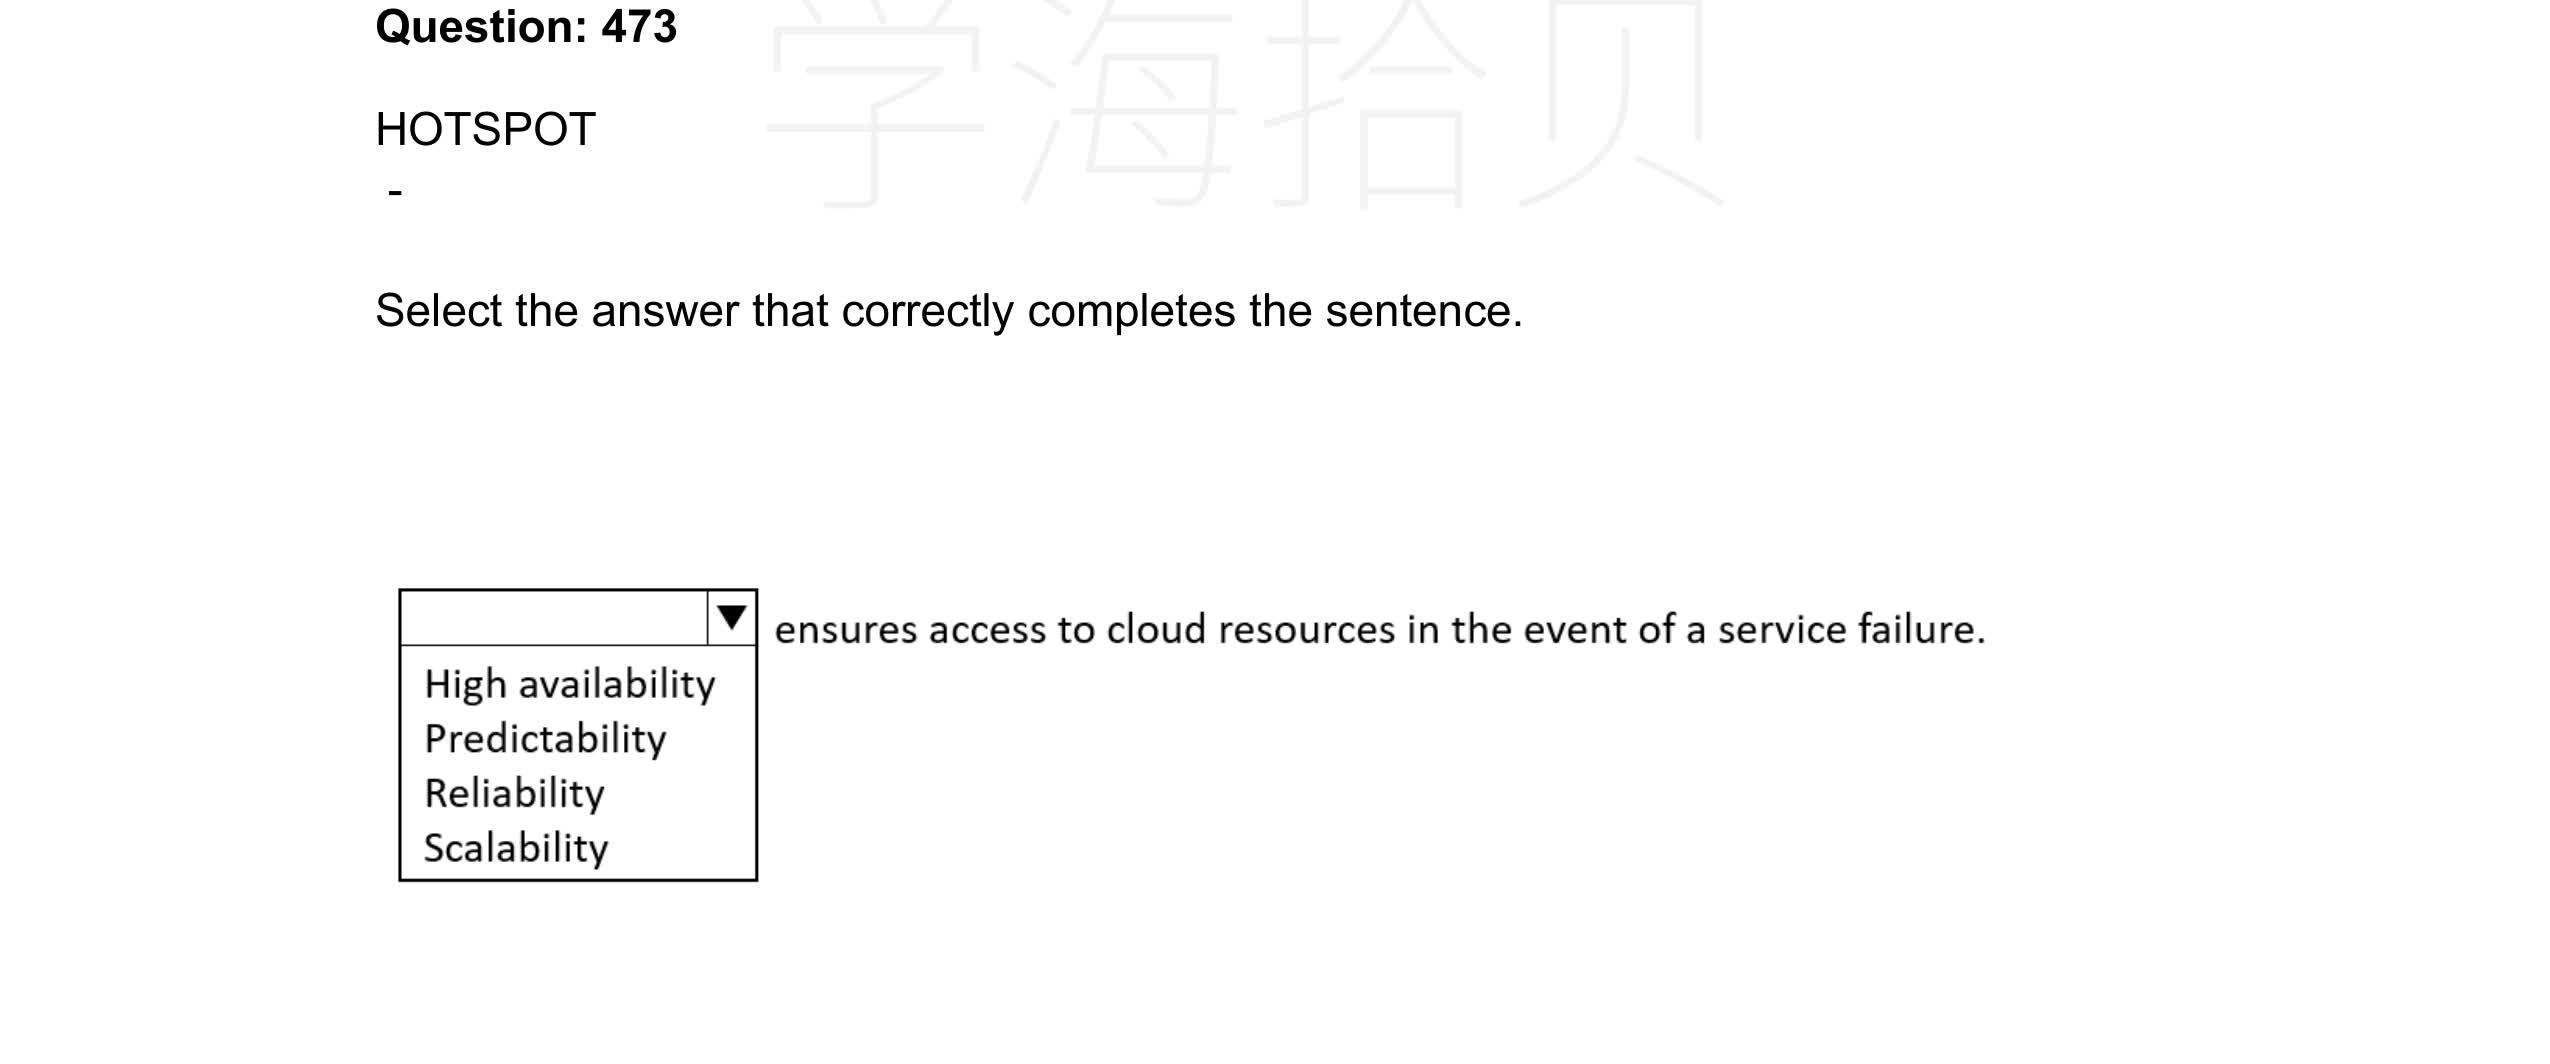 Question: 473
学海拾贝
HOTSPOT
-
Select the answer that correctly completes the sentence.
ensures access to cloud resources in the event of a service failure.
High availability
Predictability
Reliability
Scalability